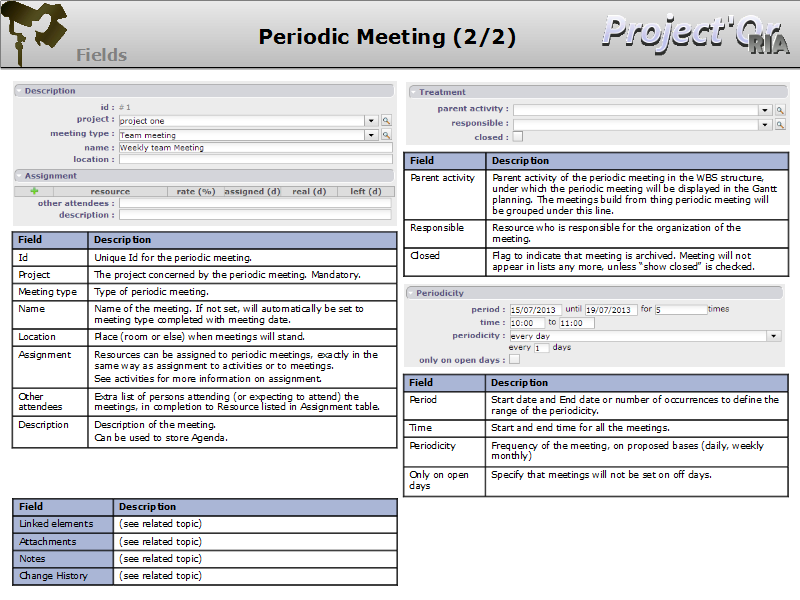 Fields
Periodic Meeting (2/2)
Project'Or
RIA
Description
id : #1
project : project one
meeting type : Team meeting
name : Weekly team Meeting
location :
Assignment
resource rate (%) assigned (d) real (d) left (d)
other attendees :
description :
Field Description
Id Unique Id for the periodic meeting.
Project The project concerned by the periodic meeting. Mandatory.
Meeting type Type of periodic meeting.
Name Name of the meeting. If not set, will automatically be set to
meeting type completed with meeting date.
Location Place (room or else) when meetings will stand.
Assignment Resources can be assigned to periodic meetings, exactly in the
same way as assignment to activities or to meetings.
See activities for more information on assignment.
Other Extra list of persons attending (or expecting to attend) the
attendees meetings, in completion to Resource listed in Assignment table.
Description Description of the meeting.
Can be used to store Agenda.
Field Description
Linked elements (see related topic)
Attachments (see related topic)
Notes (see related topic)
Change History (see related topic)
Treatment
parent activity :
responsible :
closed :
Field Description
Parent activity Parent activity of the periodic meeting in the WBS structure,
under which the periodic meeting will be displayed in the Gantt
planning. The meetings build from thing periodic meeting will
be grouped under this line.
Responsible Resource who is responsible for the organization of the
meeting.
Closed Flag to indicate that meeting is archived. Meeting will not
appear in lists any more, unless "show closed" is checked.
Periodicity
period : 15/07/2013 until 19/07/2013 for 5 times
time : 10:00 to 11:00
periodicity : every day
every 1 days
only on open days :
Field Description
Period Start date and End date or number of occurrences to define the
range of the periodicity.
Time Start and end time for all the meetings.
Periodicity Frequency of the meeting, on proposed bases (daily, weekly
monthly)
Only on open Specify that meetings will not be set on off days.
days